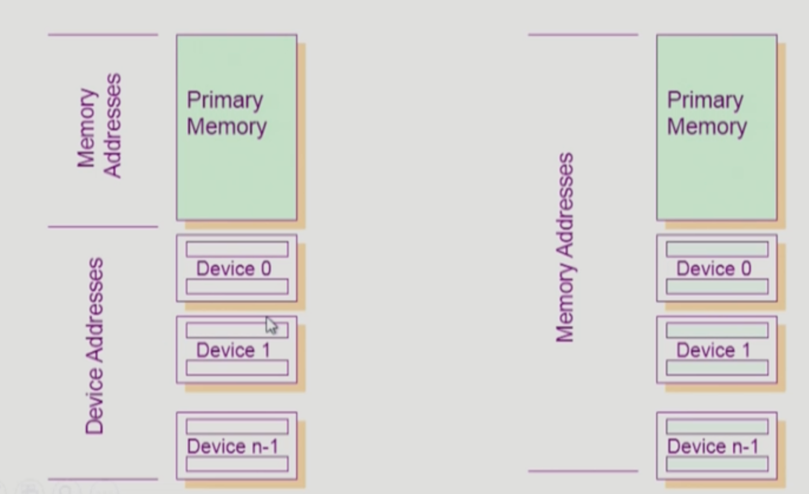 Memory
Addresses
Primary
Memory
Device Addresses
Device 0
Device 1
Device n-1
Memory Addresses
Primary
Memory
Device 0
Device 1
Device n-1